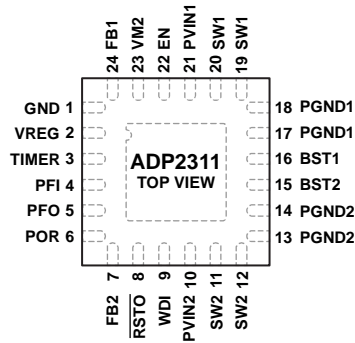 24 FB1
23 VM2
22 EN
21 PVIN1
20 SW1
19 SW1
GND 1
VREG 2
TIMER 3
PFI 4
PFO 5
POR 6
18 PGND1
17 PGND1
16 BST1
15 BST2
14 PGND2
13 PGND2
ADP2311
TOP VIEW
FB2 7
RSTO 8
WDI 9
PVIN2 10
SW2 11
SW2 12